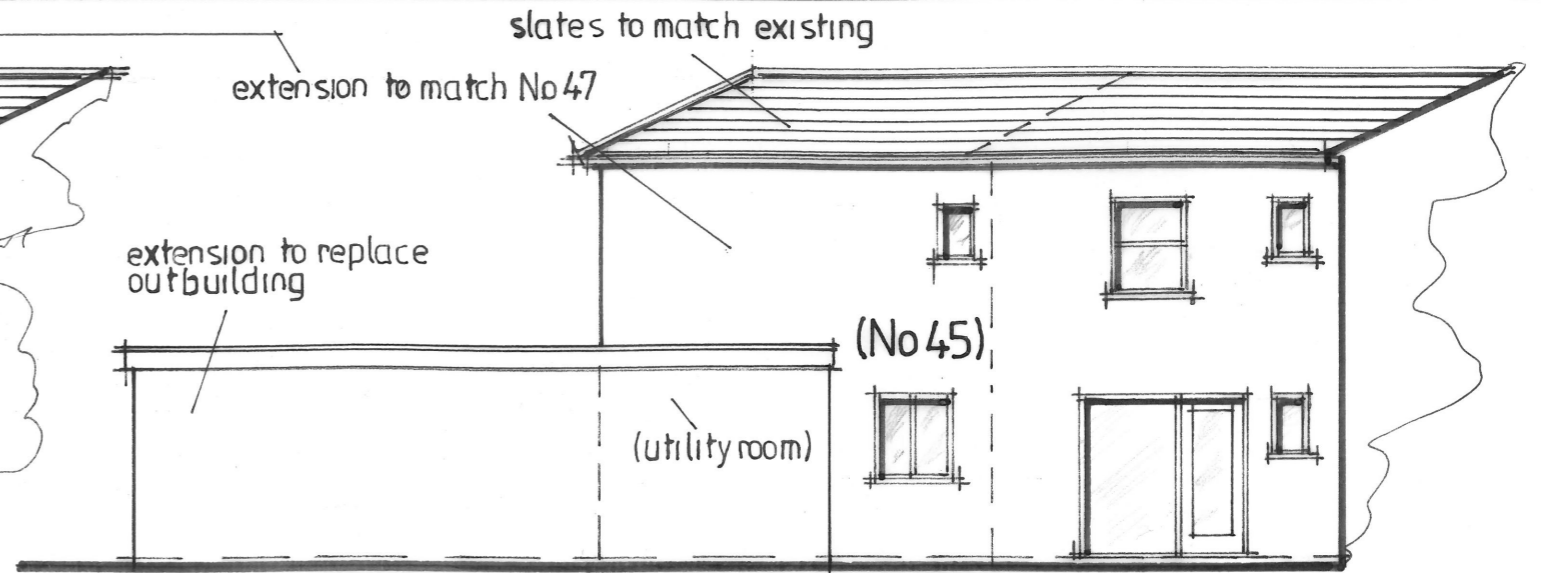 slates to match existing
extension to match No 47
extension to replace
outbuilding
(No 45)
(utility room)